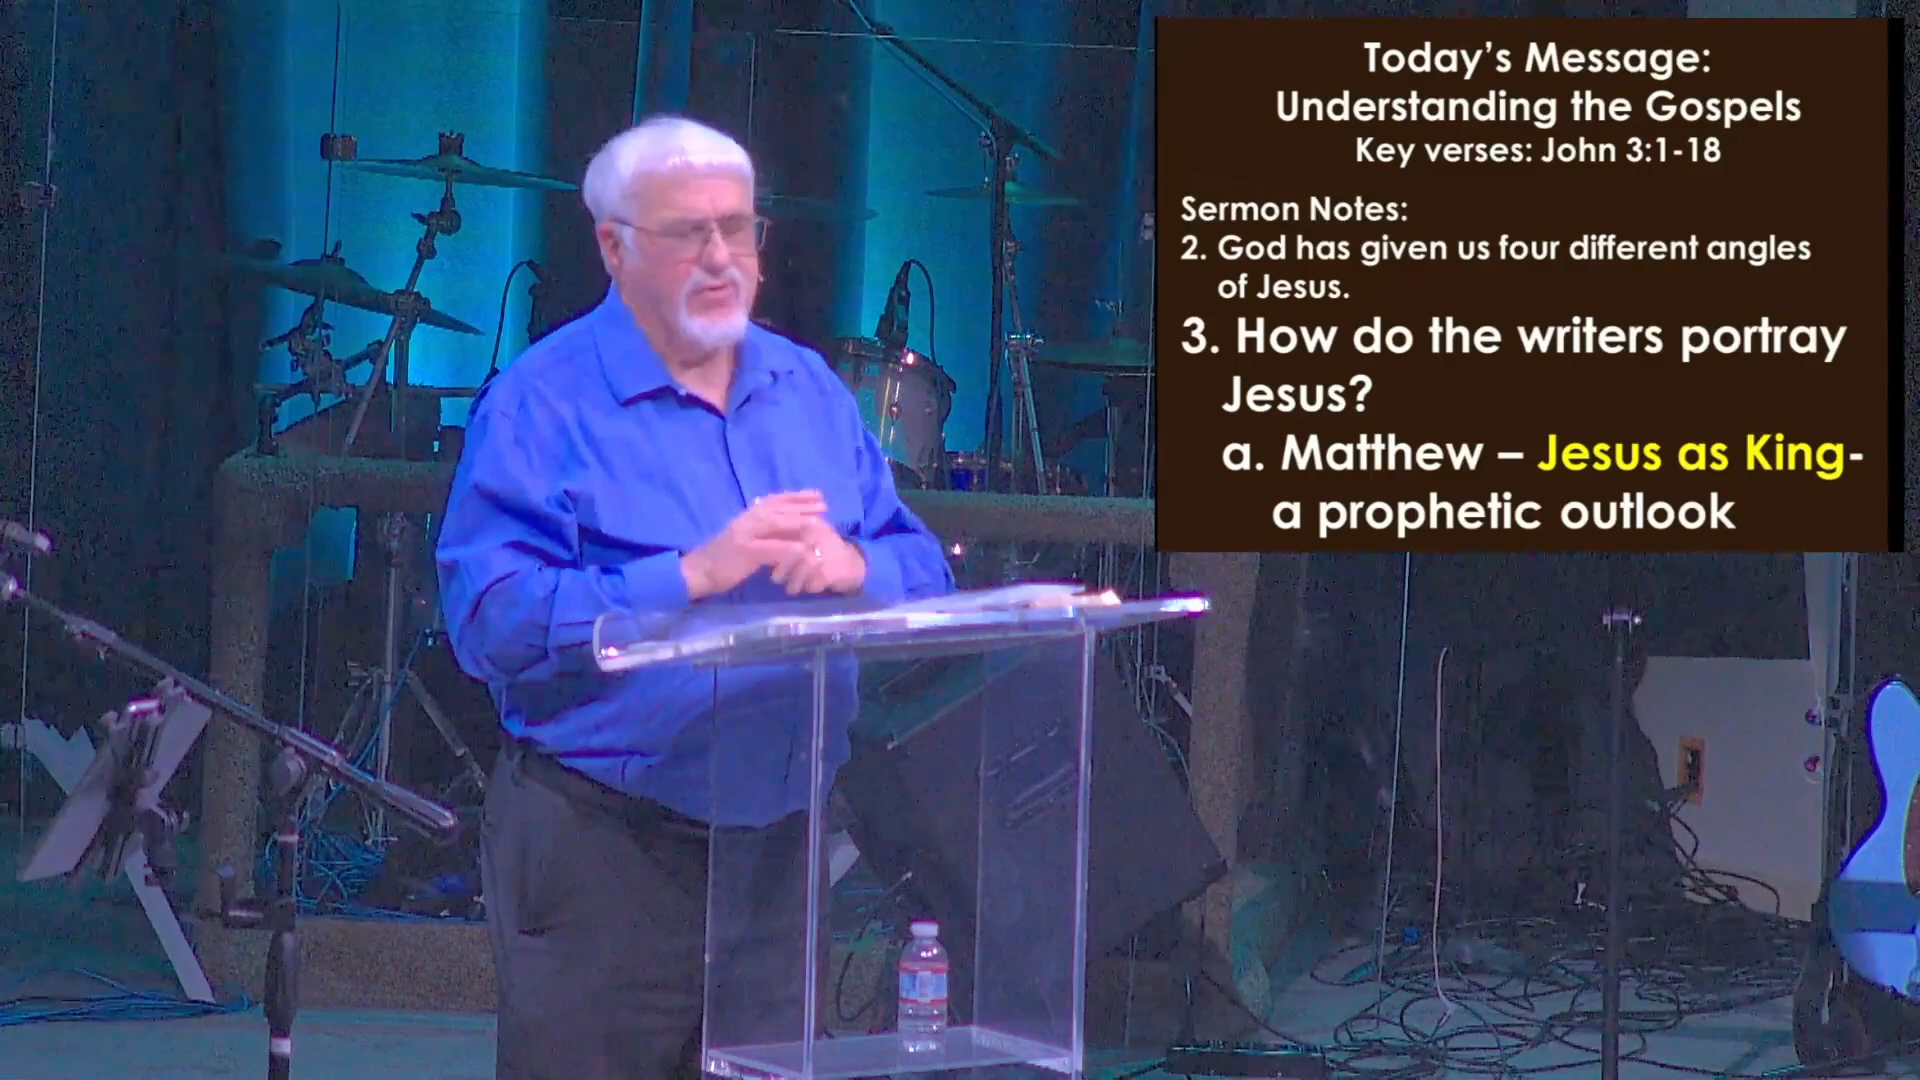 Today's Message:
Understanding the Gospels
Key verses: John 3:1-18
Sermon Notes:
2. God has given us four different angles
of Jesus.
3. How do the writers portray
Jesus?
a. Matthew – Jesus as King-
a prophetic outlook